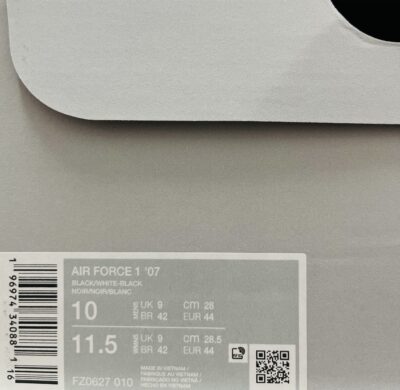 AIR FORCE 1 '07
BLACK/WHITE-BLACK
NOIR/NOIR/BLANC
10 MENS UK 9 CM 28
BR 42 EUR 44
11.5 WMNS UK 9 CM 28.5
BR 42 EUR 44
MADE IN VIETNAM /
FABRIQUE AU VIETNAM /
FABRICADO NO VIETNAM /
HECHO EN VIETNAM
FZ0627 010
1 96974 34088 1 16